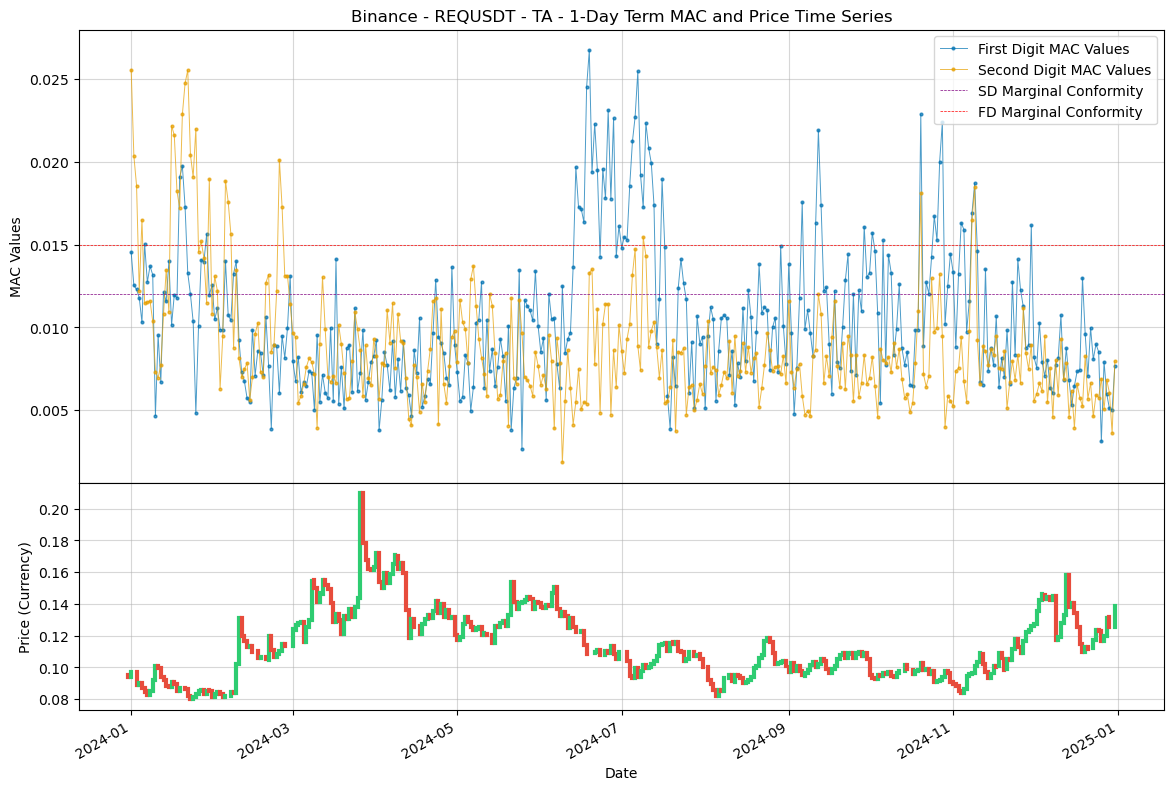 Binance - REQUSDT - TA - 1-Day Term MAC and Price Time Series
First Digit MAC Values
Second Digit MAC Values
SD Marginal Conformity
FD Marginal Conformity
MAC Values
0.025
0.020
0.015
0.010
0.005
Price (Currency)
0.20
0.18
0.16
0.14
0.12
0.10
0.08
2024-01
2024-03
2024-05
2024-07
2024-09
2024-11
2025-01
Date